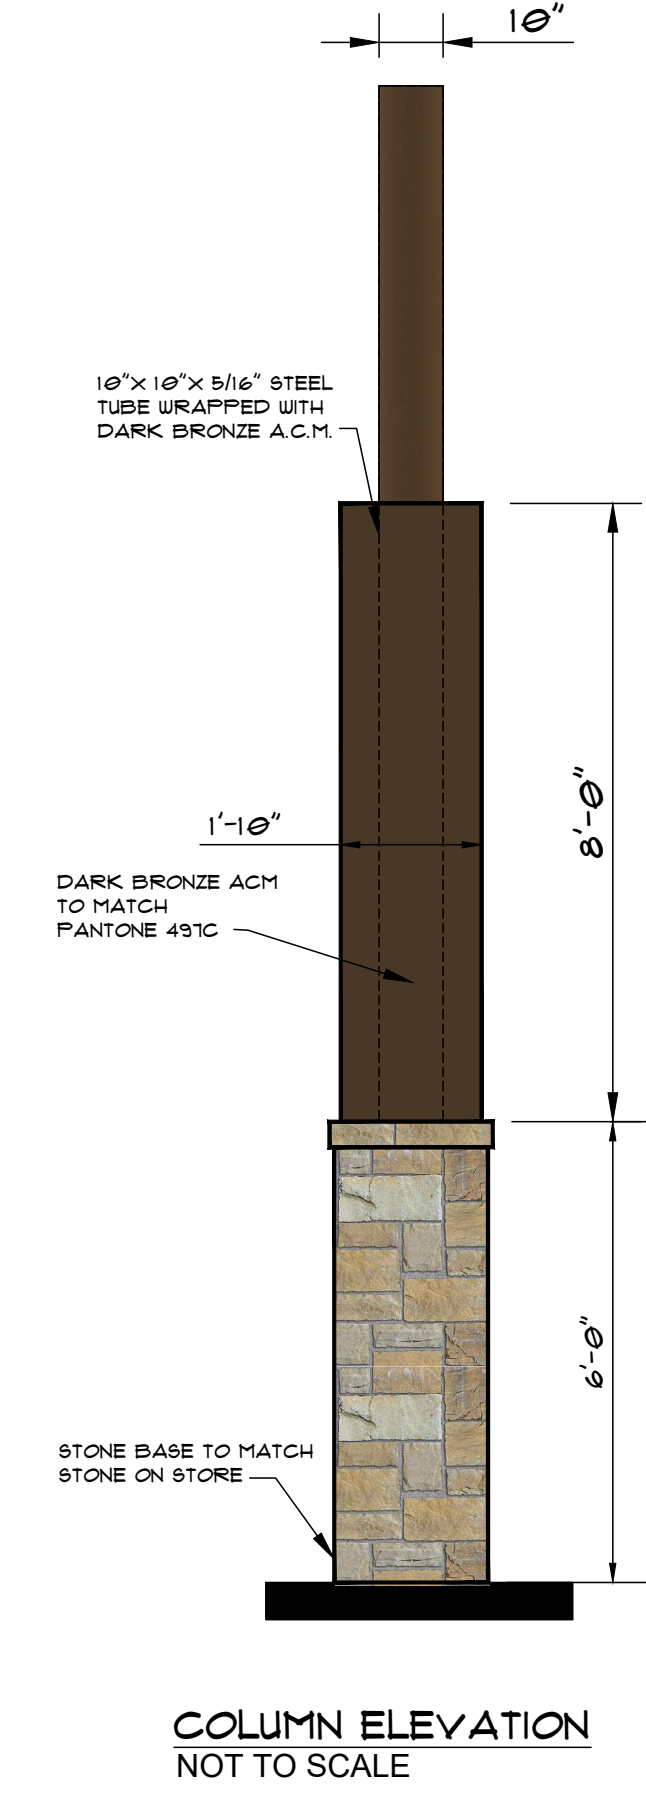 10"
10"X 10"X 5/16" STEEL
TUBE WRAPPED WITH
DARK BRONZE A.C.M.
8'-0"
1'-10"
DARK BRONZE ACM
TO MATCH
PANTONE 497C
6'-0"
STONE BASE TO MATCH
STONE ON STORE
COLUMN ELEVATION
NOT TO SCALE